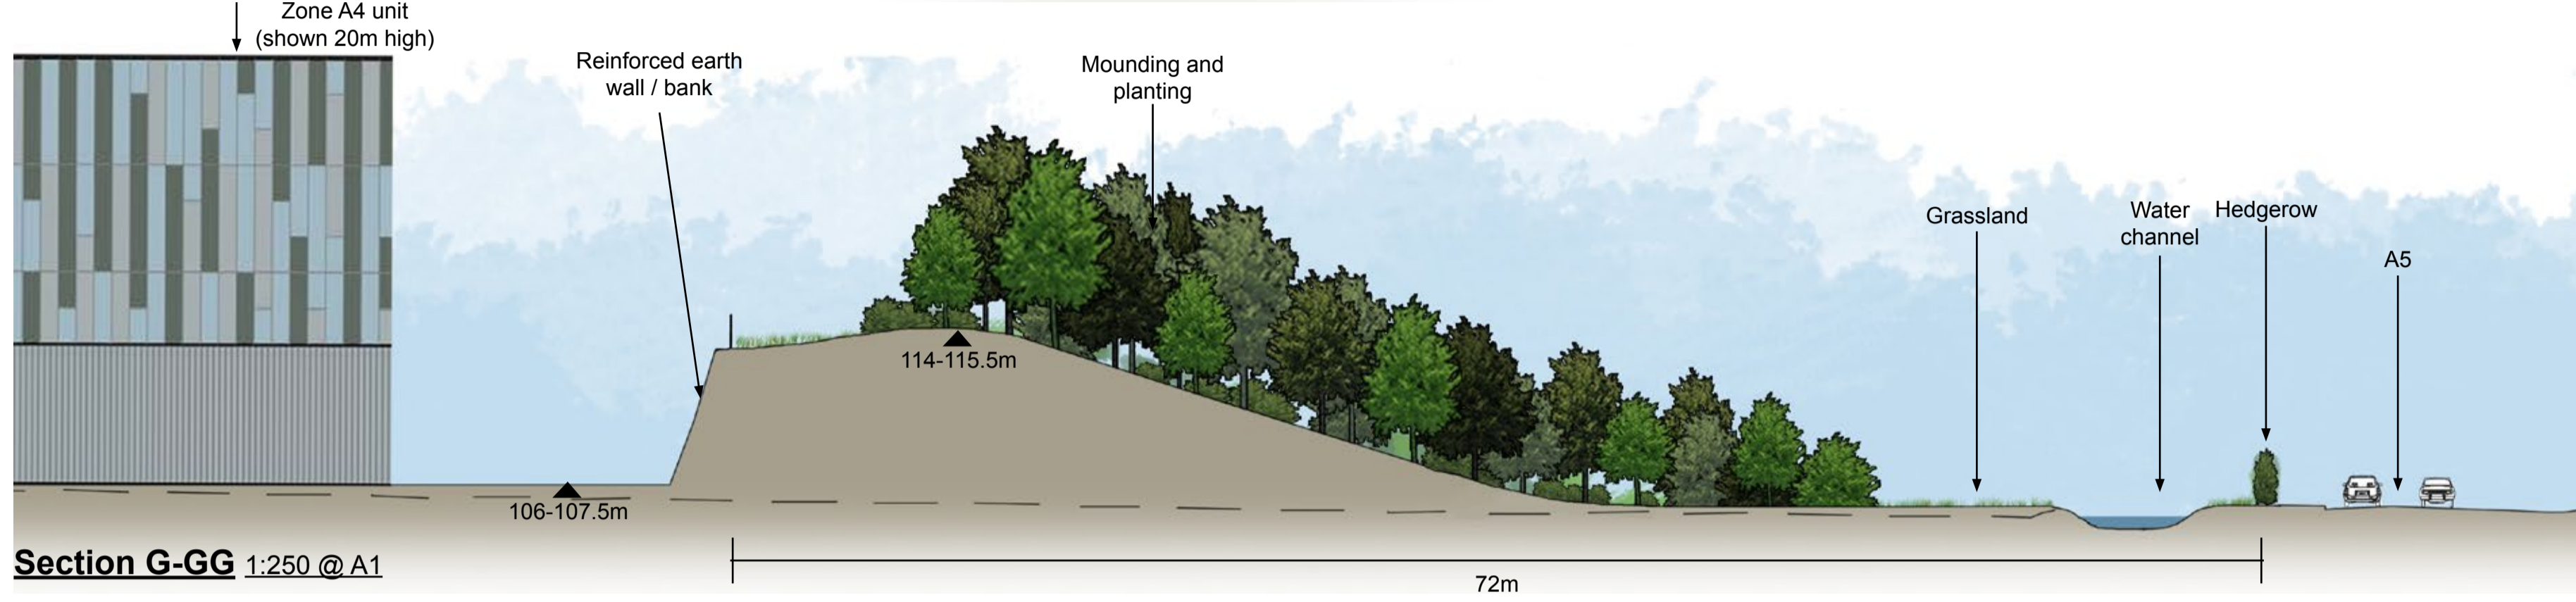 Zone A4 unit
(shown 20m high)
Reinforced earth
wall / bank
Mounding and
planting
Grassland
Water
channel
Hedgerow
A5
114-115.5m
106-107.5m
Section G-GG 1:250 @ A1
72m